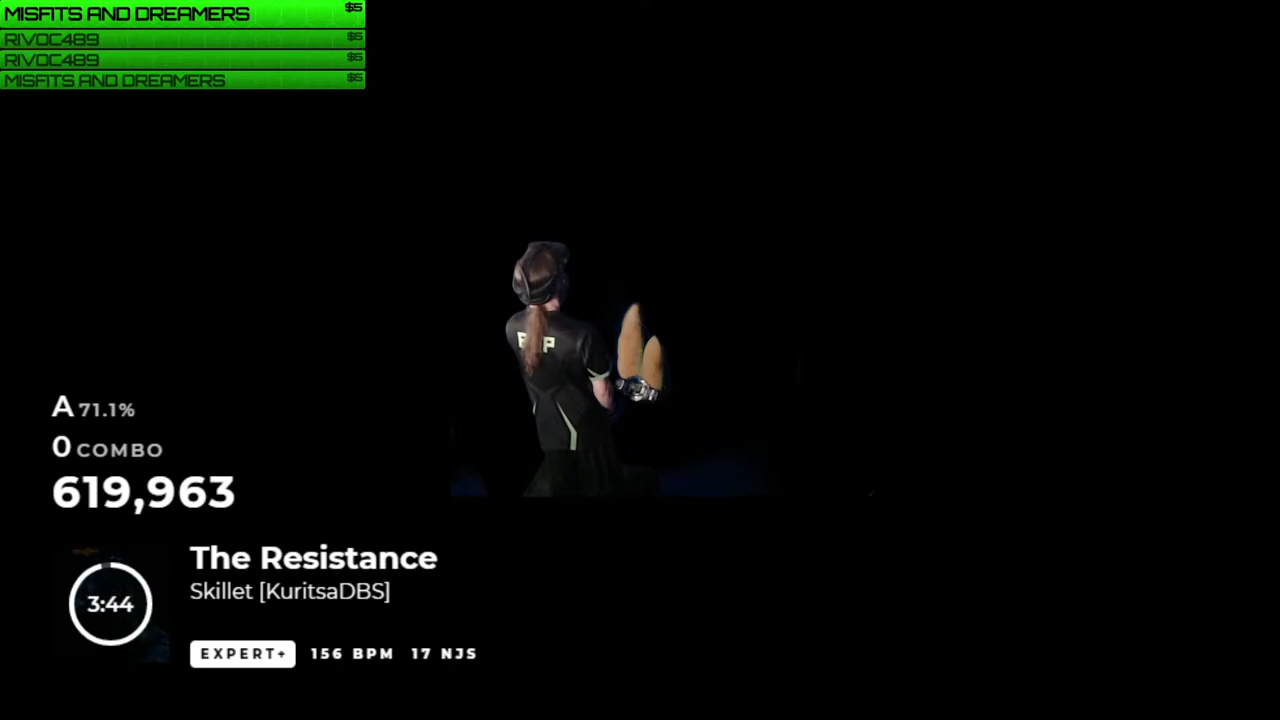 MISFITS AND DREAMERS $5
RIVOC489 $5
RIVOC489 $5
MISFITS AND DREAMERS $5
P
A 71.1%
0 COMBO
619,963
The Resistance
3:44
Skillet [KuritsaDBS]
EXPERT+ 156 BPM 17 NJS